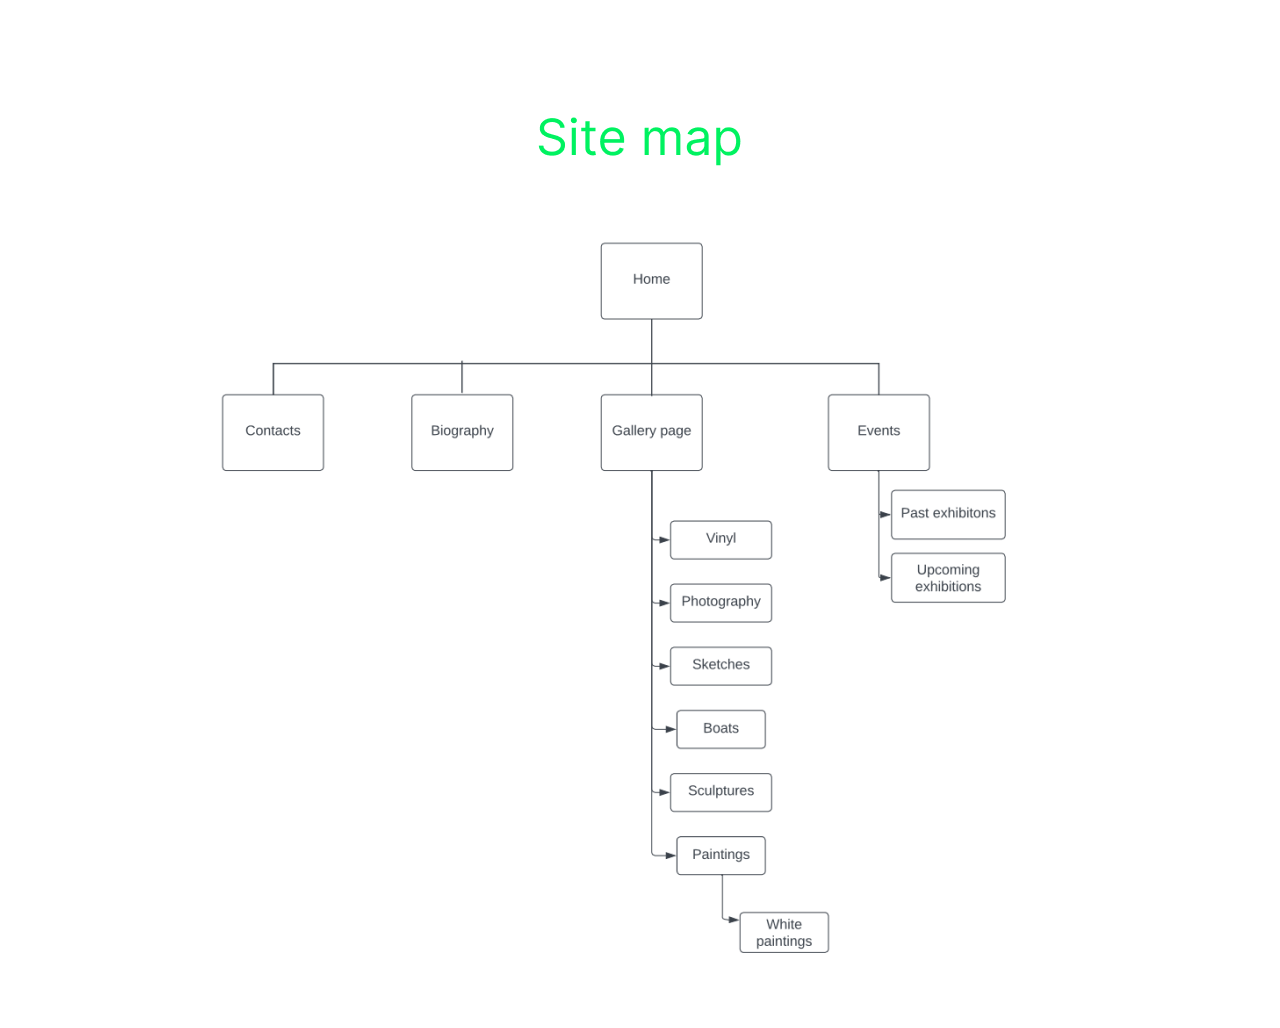 Site map
Home
Contacts
Biography
Gallery page
Events
Past exhibitons
Upcoming
exhibitions
Vinyl
Photography
Sketches
Boats
Sculptures
Paintings
White
paintings